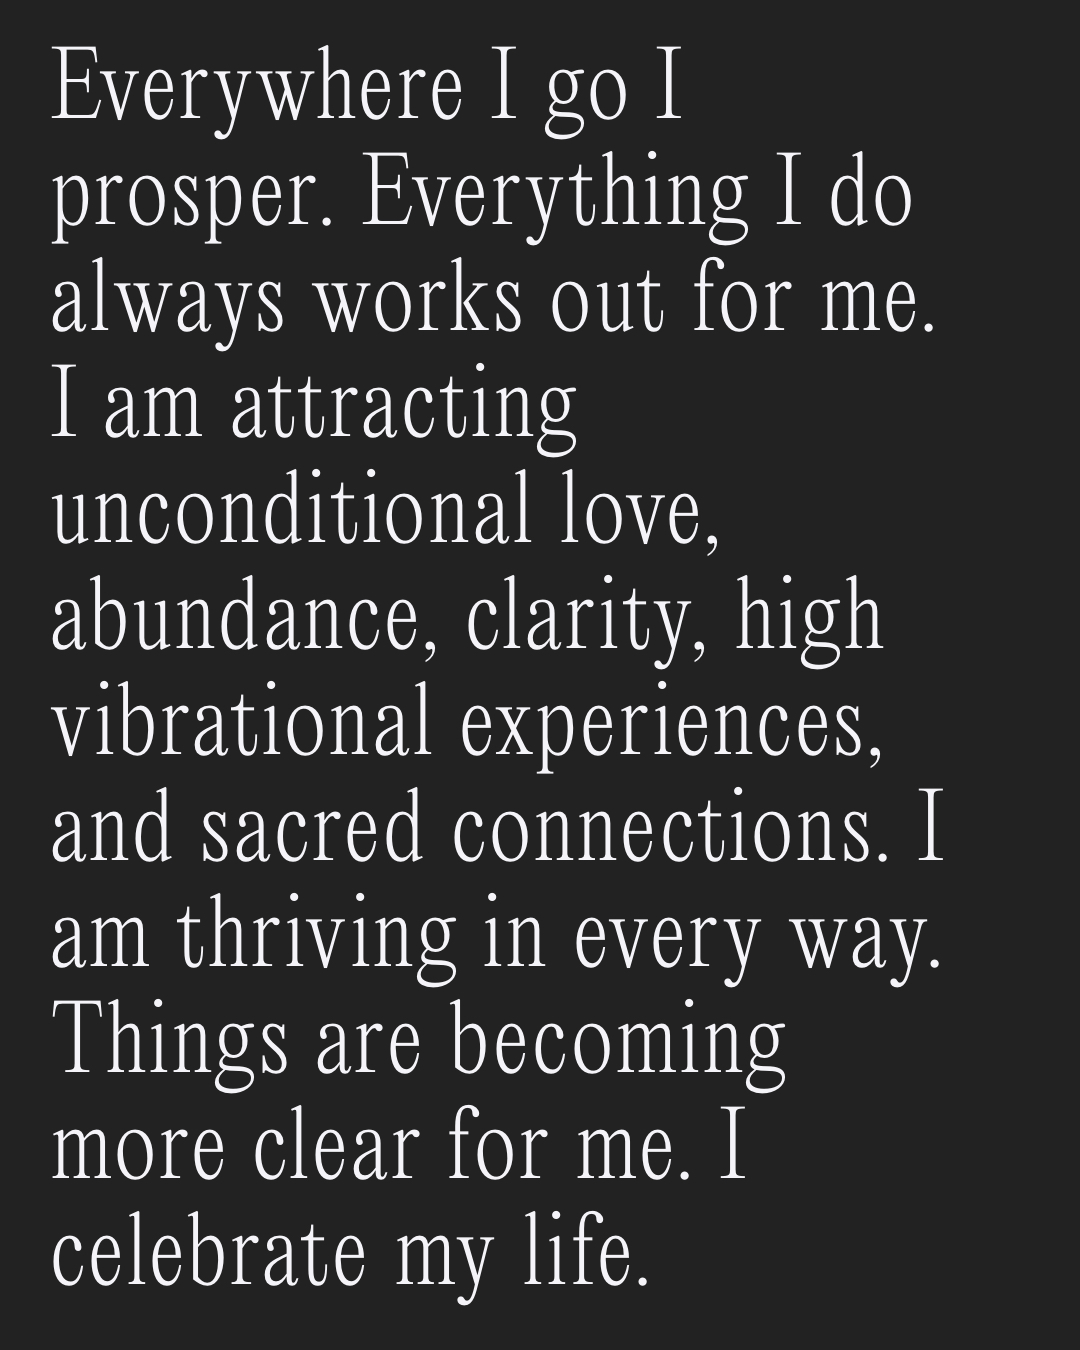 Everywhere I go I
prosper. Everything I do
always works out for me.
I am attracting
unconditional love,
abundance, clarity, high
vibrational experiences,
and sacred connections. I
am thriving in every way.
Things are becoming
more clear for me. I
celebrate my life.